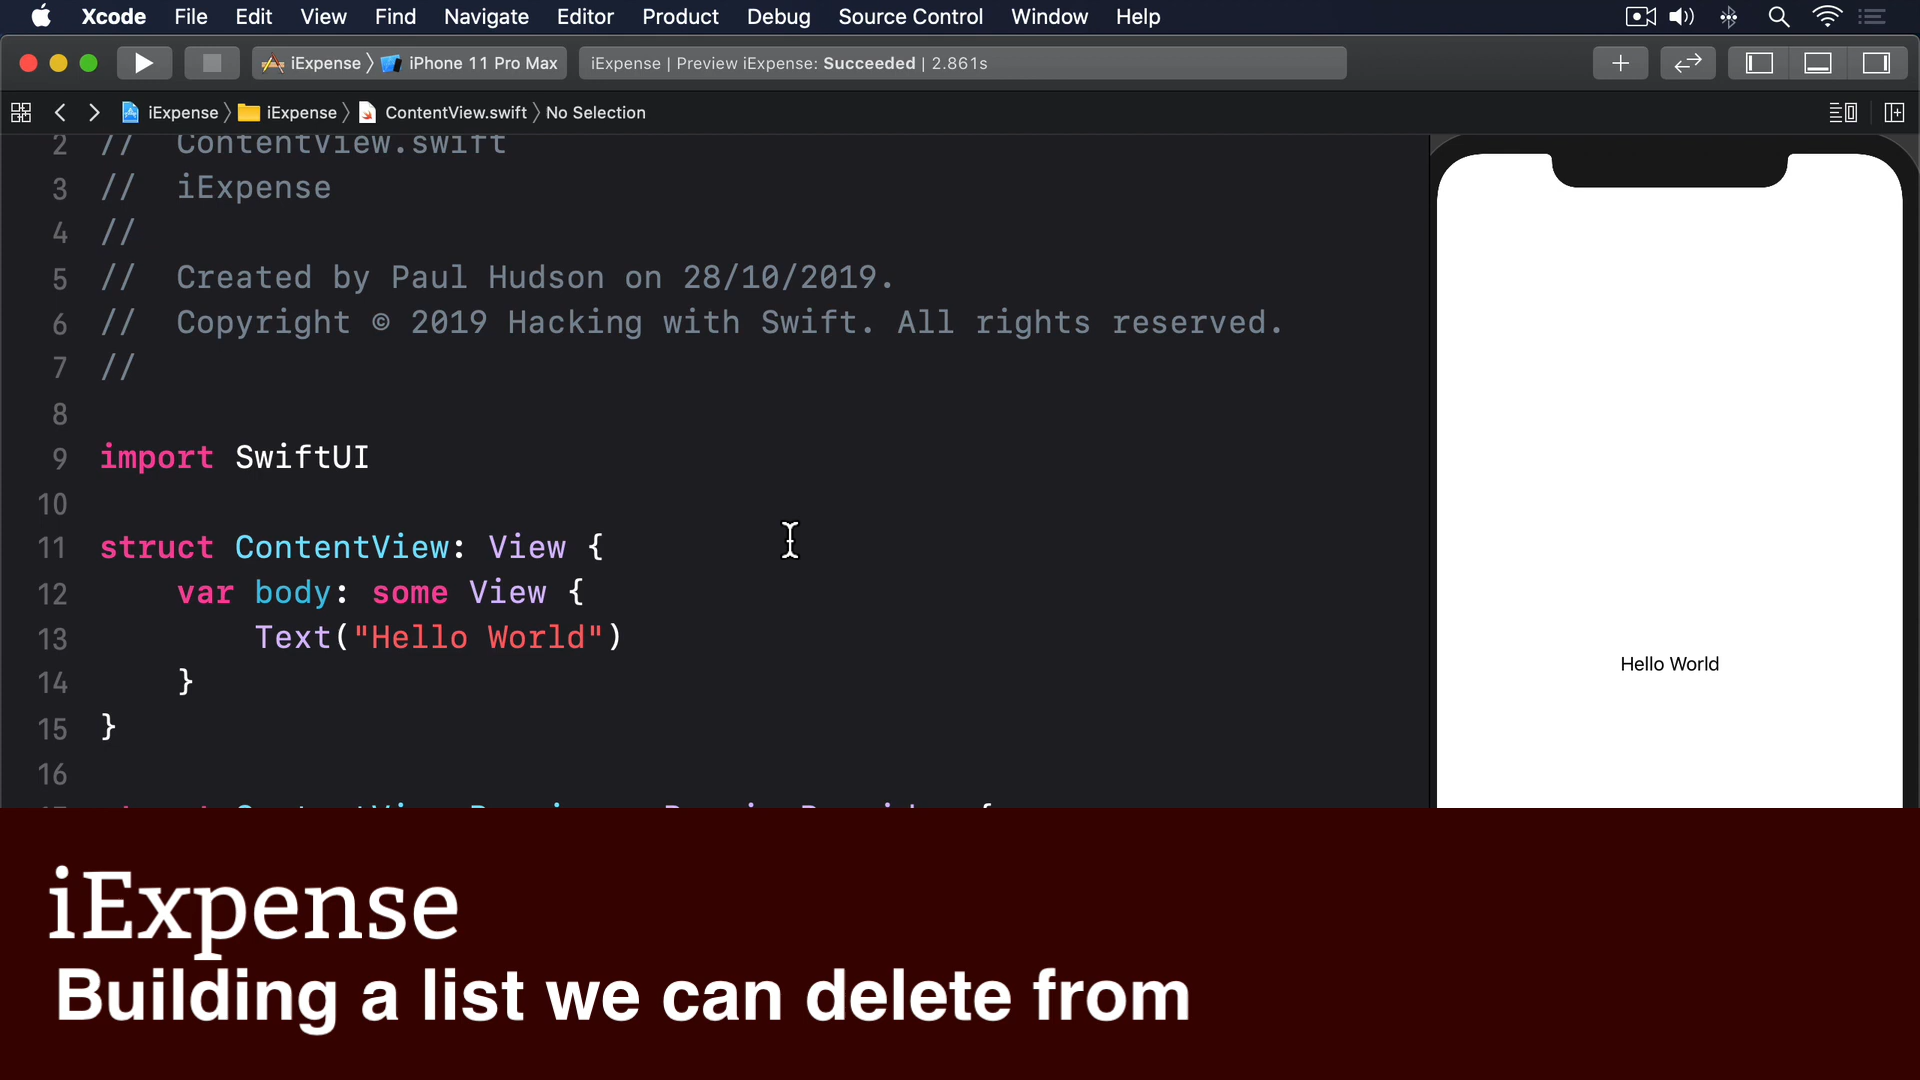 Xcode File Edit View Find Navigate Editor Product Debug Source Control Window Help
iExpense iPhone 11 Pro Max iExpense | Preview iExpense: Succeeded | 2.861s
iExpense iExpense ContentView.swift No Selection
2 // ContentView.swift
3 // iExpense
4 //
5 // Created by Paul Hudson on 28/10/2019.
6 // Copyright © 2019 Hacking with Swift. All rights reserved.
7 //
8
9 import SwiftUI
10
11 struct ContentView: View {
12 var body: some View {
13 Text("Hello World")
14 }
15 }
16
Hello World
iExpense
Building a list we can delete from